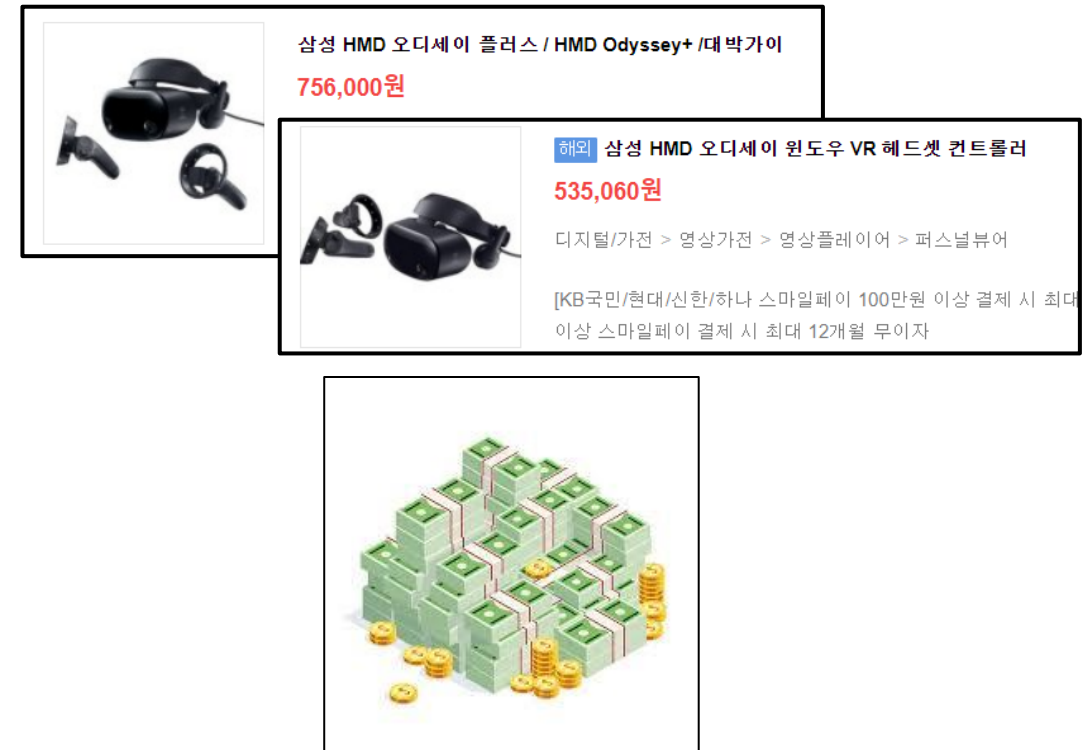 삼성 HMD 오디세이 플러스 / HMD Odyssey+ /대박가이
756,000원
해외 삼성 HMD 오디세이 윈도우 VR 헤드셋 컨트롤러
535,060원
디지털/가전 > 영상가전 > 영상플레이어 > 퍼스널뷰어
[KB국민/현대/신한/하나 스마일페이 100만원 이상 결제 시 최대
이상 스마일페이 결제 시 최대 12개월 무이자